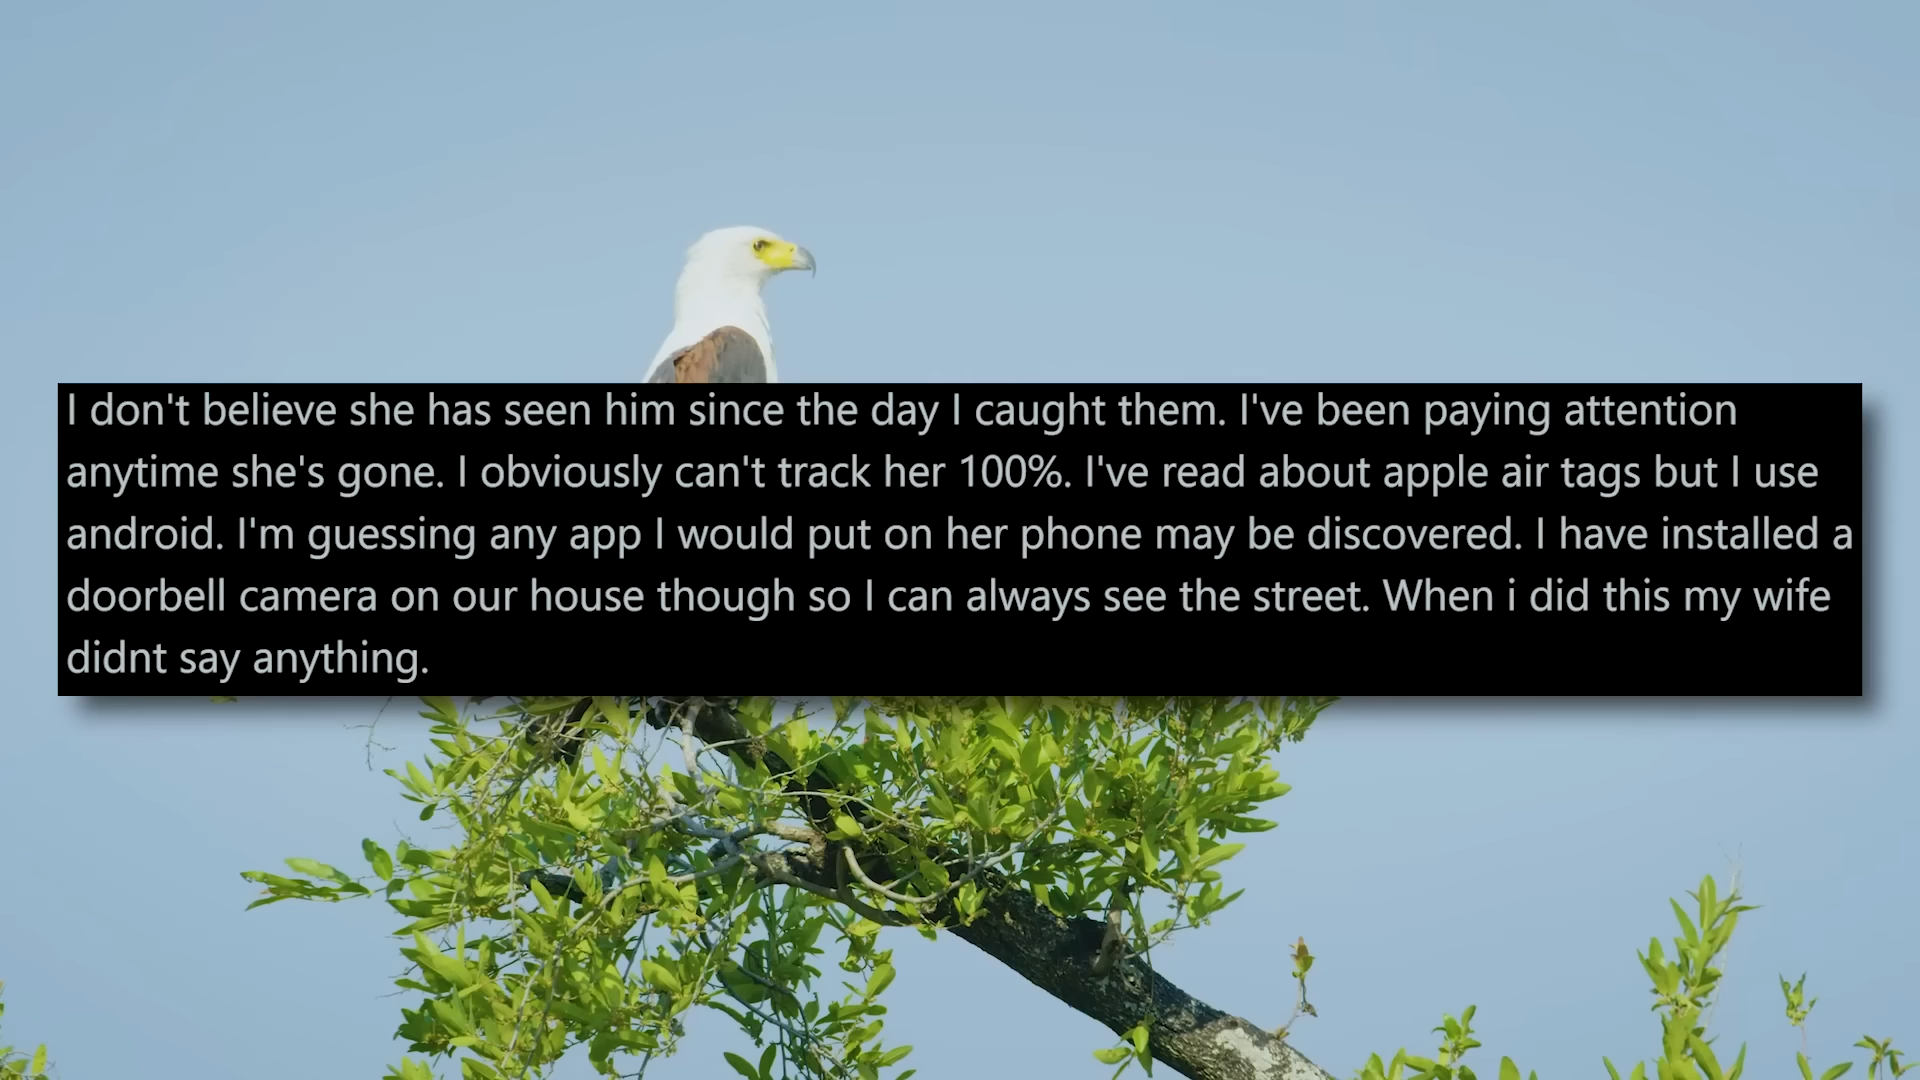 I don't believe she has seen him since the day I caught them. I've been paying attention
anytime she's gone. I obviously can't track her 100%. I've read about apple air tags but I use
android. I'm guessing any app I would put on her phone may be discovered. I have installed a
doorbell camera on our house though so I can always see the street. When i did this my wife
didnt say anything.